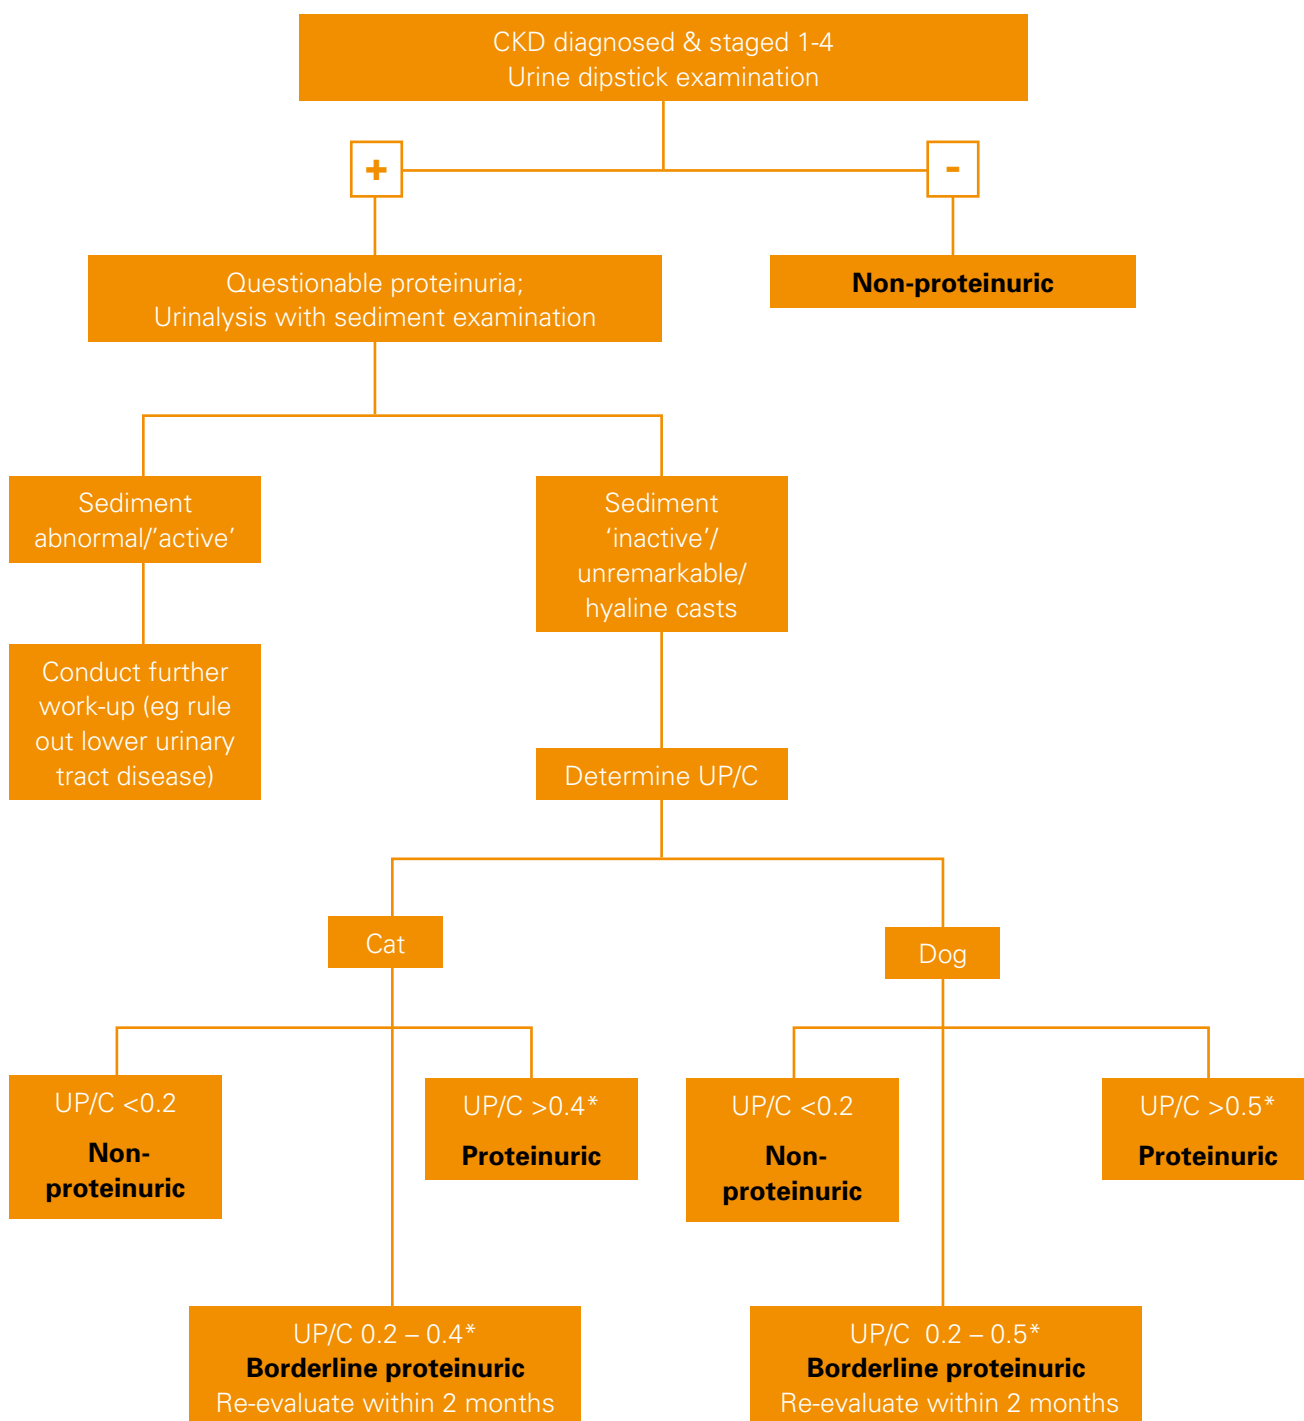 CKD diagnosed & staged 1-4
Urine dipstick examination
+
-
Questionable proteinuria;
Urinalysis with sediment examination
Non-proteinuric
Sediment
abnormal/’active’
Sediment
‘inactive’/
unremarkable/
hyaline casts
Conduct further
work-up (eg rule
out lower urinary
tract disease)
Determine UP/C
Cat
Dog
UP/C <0.2
Non-
proteinuric
UP/C >0.4*
Proteinuric
UP/C <0.2
Non-
proteinuric
UP/C >0.5*
Proteinuric
UP/C 0.2 – 0.4*
Borderline proteinuric
Re-evaluate within 2 months
UP/C  0.2 – 0.5*
Borderline proteinuric
Re-evaluate within 2 months